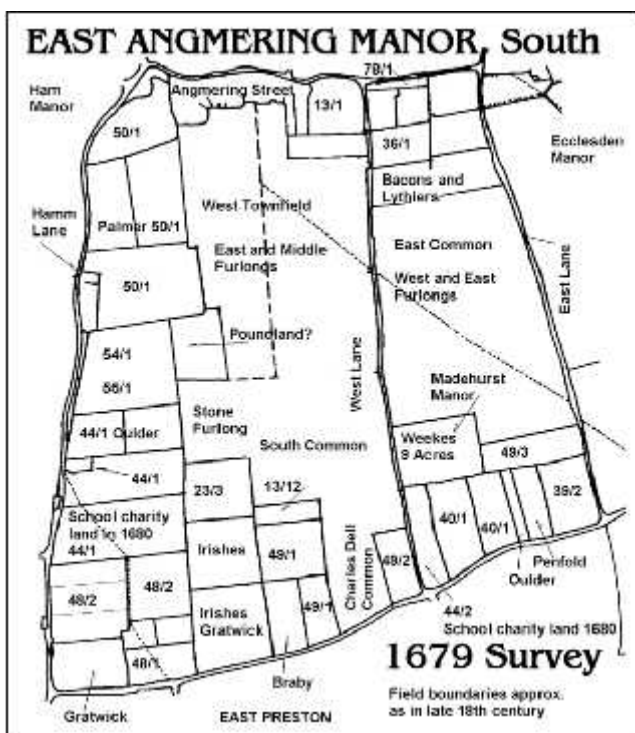 EAST ANGMERING MANOR, South
78/1
Ham
Manor
Angmering Street
13/1
50/1
36/1
Ecclesden
Manor
Bacons and
Lythiers
West Townfield
Palmer 50/1
Hamm
Lane
East and Middle
Furlongs
East Common
West and East
Furlongs
East Lane
50/1
Poundland?
West Lane
54/1
55/1
Madehurst
Manor
Stone
Furlong
44/1 Oulder
South Common
Weekes
9 Acres
49/3
44/1
23/3
13/12
39/2
40/1
40/1
School charity
land to 1680
44/1
Irishes
49/1
Charles Dell
Common
49/2
Penfold
Oulder
48/2
48/2
Irishes
Gratwick
49/1
44/2
School charity land 1680
48/1
1679 Survey
Braby
Field boundaries approx.
as in late 18th century
Gratwick
EAST PRESTON